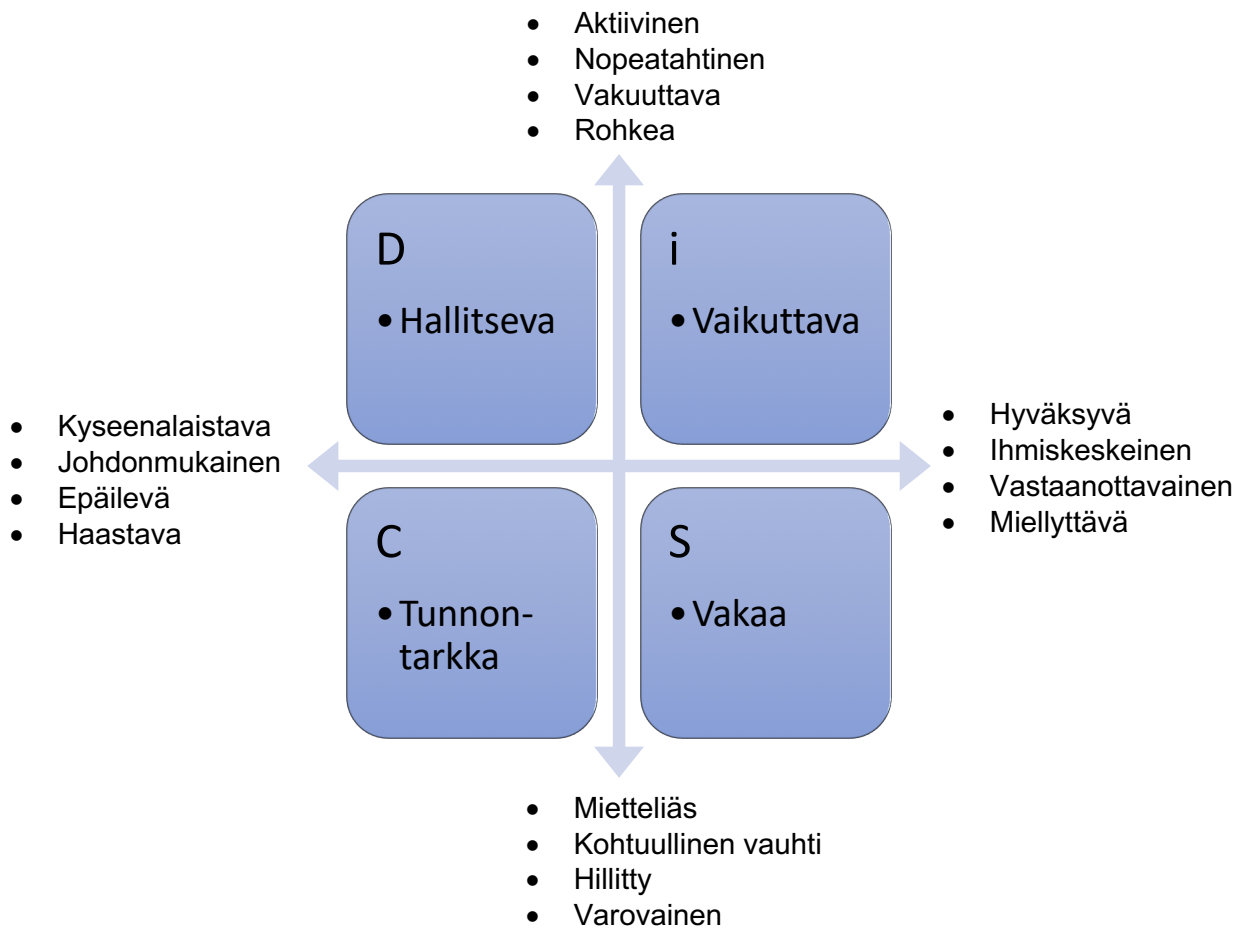 • Aktiivinen
• Nopeatahtinen
• Vakuuttava
• Rohkea
D
• Hallitseva
i
• Vaikuttava
• Kyseenalaistava
• Johdonmukainen
• Epäilevä
• Haastava
• Hyväksyvä
• Ihmiskeskeinen
• Vastaanottavainen
• Miellyttävä
C
• Tunnon-
tarkka
S
• Vakaa
• Mietteliäs
• Kohtuullinen vauhti
• Hillitty
• Varovainen